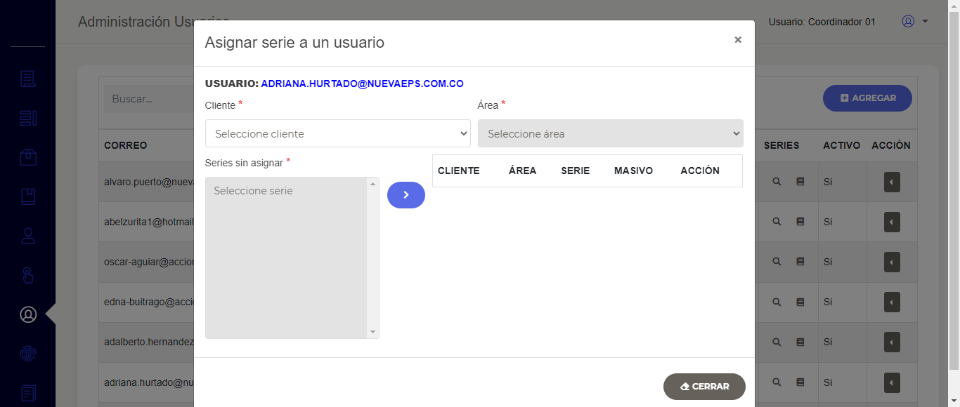 Administración Usuarios
Usuario: Coordinador 01
Asignar serie a un usuario
×
USUARIO: ADRIANA.HURTADO@NUEVAEPS.COM.CO
Cliente *
Área *
Seleccione cliente
Seleccione área
Series sin asignar *
Seleccione serie
CLIENTE ÁREA SERIE MASIVO ACCIÓN
CERRAR
Buscar...
AGREGAR
CORREO SERIES ACTIVO ACCIÓN
alvaro.puerto@nueva Si
abelzurita1@hotmail Si
oscar-aguiar@accio Si
edna-buitrago@acci Si
adalberto.hernandez Si
adriana.hurtado@nu Si